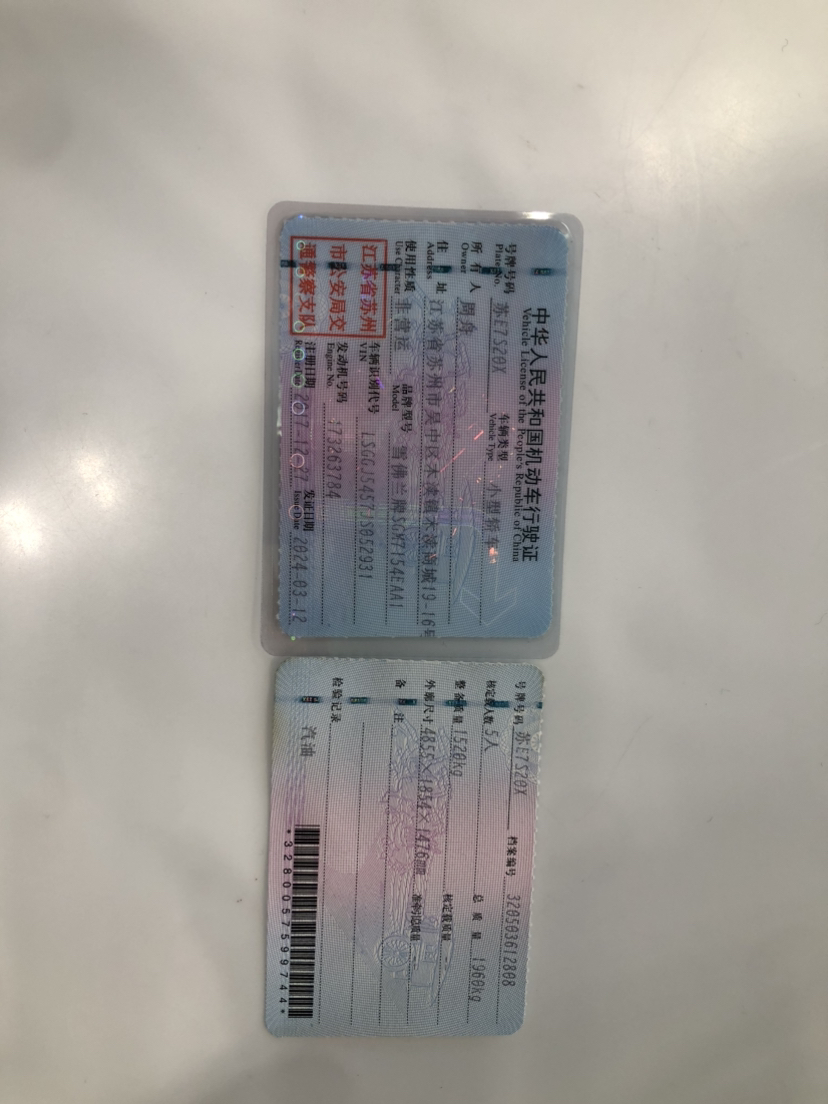 中华人民共和国机动车行驶证
Vehicle License of the People's Republic of China
号牌号码 苏E7S20X 车辆类型 小型轿车
Plate No. Vehicle Type
所有人 周舟
Owner
住址 江苏省苏州市吴中区木渎镇大渎商城19-16号
Address
使用性质 非营运 品牌型号 雪佛兰牌SGM7154EAA1
Use Character Model
江苏省苏州
市公安局交
通警察支队
车辆识别代号
VIN
发动机号码 173263784
Engine No.
注册日期 2017-12-27 发证日期 2024-03-12
Register Date Issue Date
号牌号码 苏E7S20X 档案编号 320503612808
核定载人数 5人 总质量 1960kg
整备质量 1520kg 核定载质量 --
外廓尺寸 4855×1854×1476mm 准牵引总质量
备注
检验记录
汽油
*3280057599744*